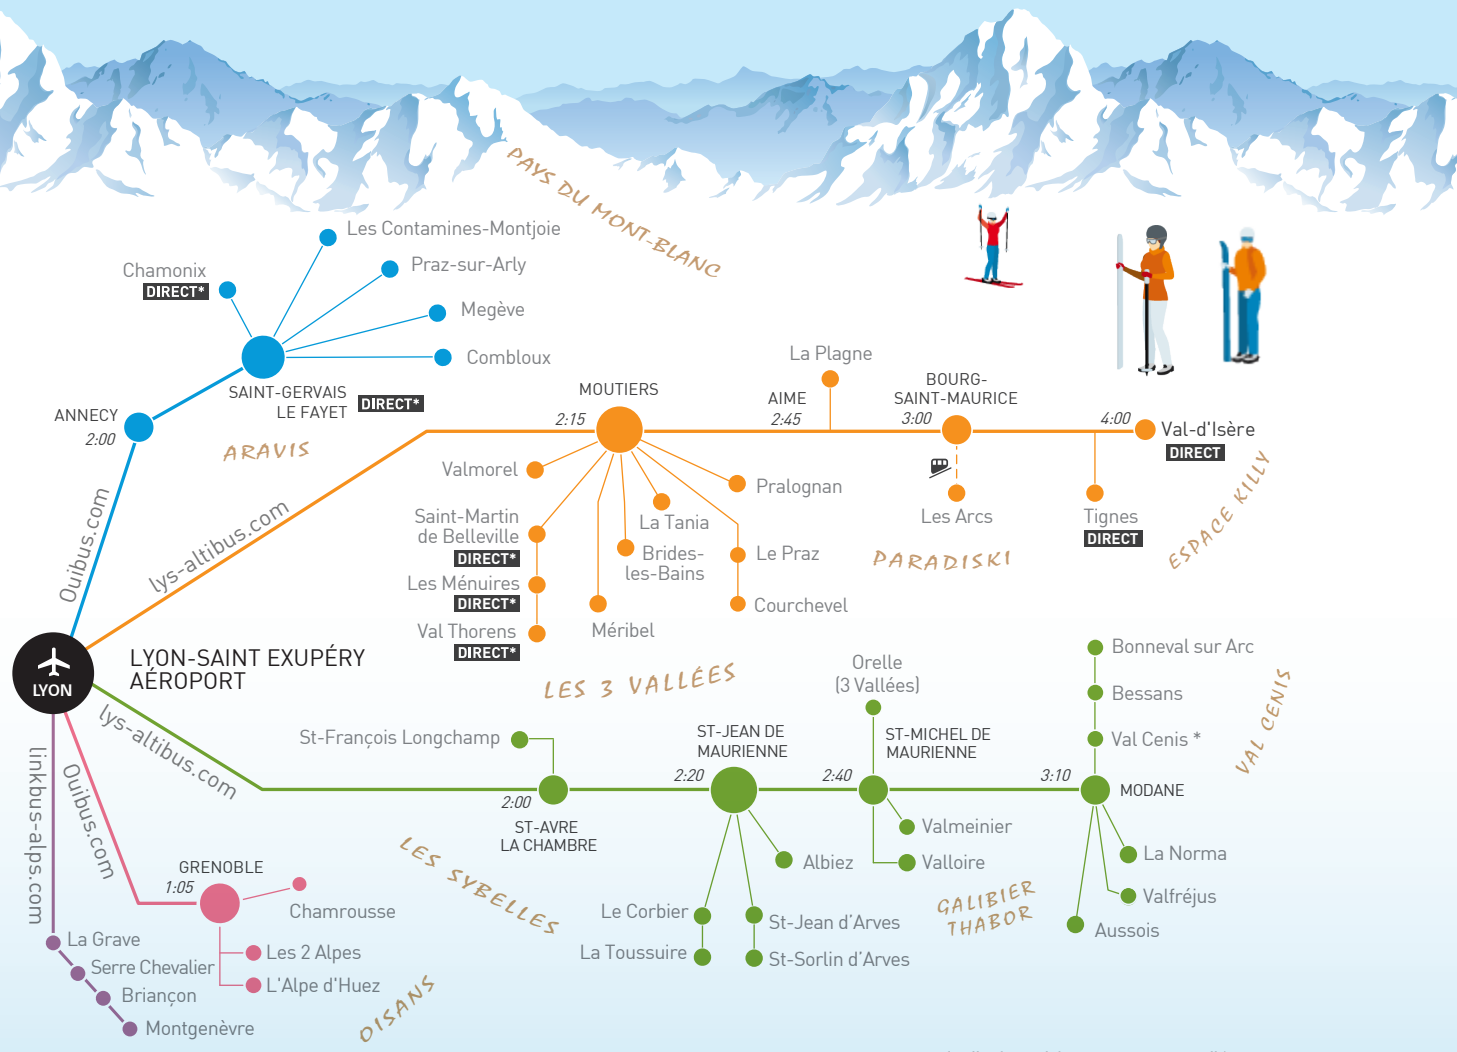 PAYS DU MONT-BLANC
Les Contamines-Montjoie
Praz-sur-Arly
Chamonix
DIRECT*
Megève
Combloux
SAINT-GERVAIS
LE FAYET
DIRECT*
ANNECY
2:00
ARAVIS
Ouibus.com
lys-altibus.com
MOUTIERS
2:15
La Plagne
AIME
2:45
BOURG-
SAINT-MAURICE
3:00
4:00
Val-d'Isère
DIRECT
Valmorel
Saint-Martin
de Belleville
DIRECT*
Les Ménuires
DIRECT*
Val Thorens
DIRECT*
Méribel
Brides-
les-Bains
La Tania
Pralognan
Le Praz
Courchevel
Les Arcs
Tignes
DIRECT
PARADISKI
ESPACE KILLY
LES 3 VALLÉES
LYON
LYON-SAINT EXUPÉRY
AÉROPORT
lys-altibus.com
St-François Longchamp
2:00
ST-AVRE
LA CHAMBRE
ST-JEAN DE
MAURIENNE
2:20
Orelle
(3 Vallées)
ST-MICHEL DE
MAURIENNE
2:40
3:10
MODANE
Bonneval sur Arc
Bessans
Val Cenis *
VAL CENIS
Valmeinier
Valloire
Albiez
Le Corbier
La Toussuire
St-Jean d'Arves
St-Sorlin d'Arves
La Norma
Valfréjus
Aussois
GALIBIER
THABOR
LES SYBELLES
linkbus-alps.com
Ouibus.com
GRENOBLE
1:05
Chamrousse
Les 2 Alpes
L'Alpe d'Huez
OISANS
La Grave
Serre Chevalier
Briançon
Montgenèvre